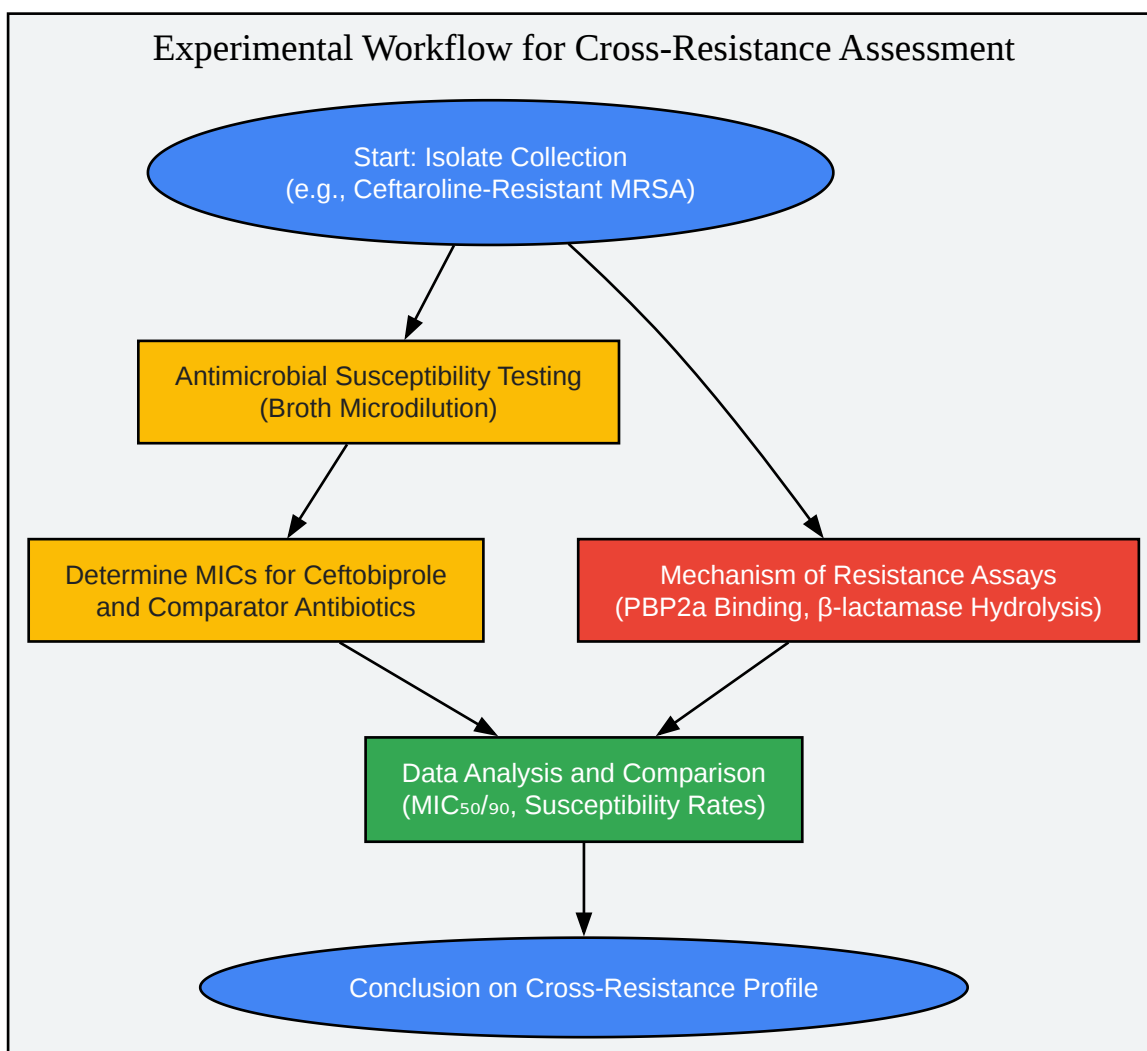 Experimental Workflow for Cross-Resistance Assessment
Start: Isolate Collection
(e.g., Ceftaroline-Resistant MRSA)
Antimicrobial Susceptibility Testing
(Broth Microdilution)
Determine MICs for Ceftobiprole
and Comparator Antibiotics
Mechanism of Resistance Assays
(PBP2a Binding, β-lactamase Hydrolysis)
Data Analysis and Comparison
(MIC₅₀/₉₀, Susceptibility Rates)
Conclusion on Cross-Resistance Profile